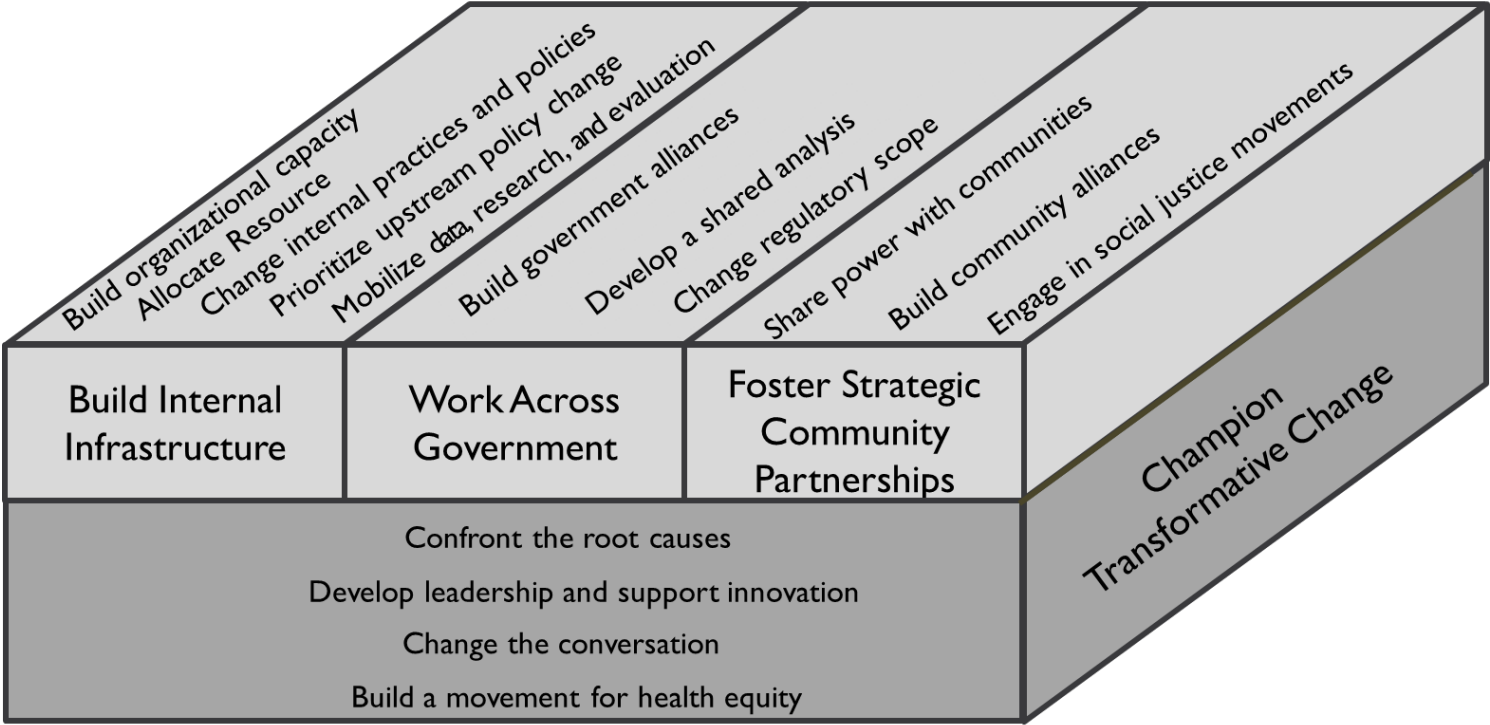 Build organizational capacity
Allocate Resource
Change internal practices and policies
Prioritize upstream policy change
Mobilize data, research, and evaluation
Build government alliances
Develop a shared analysis
Change regulatory scope
Share power with communities
Build community alliances
Engage in social justice movements
Build Internal
Infrastructure
Work Across
Government
Foster Strategic
Community
Partnerships
Champion
Transformative Change
Confront the root causes
Develop leadership and support innovation
Change the conversation
Build a movement for health equity